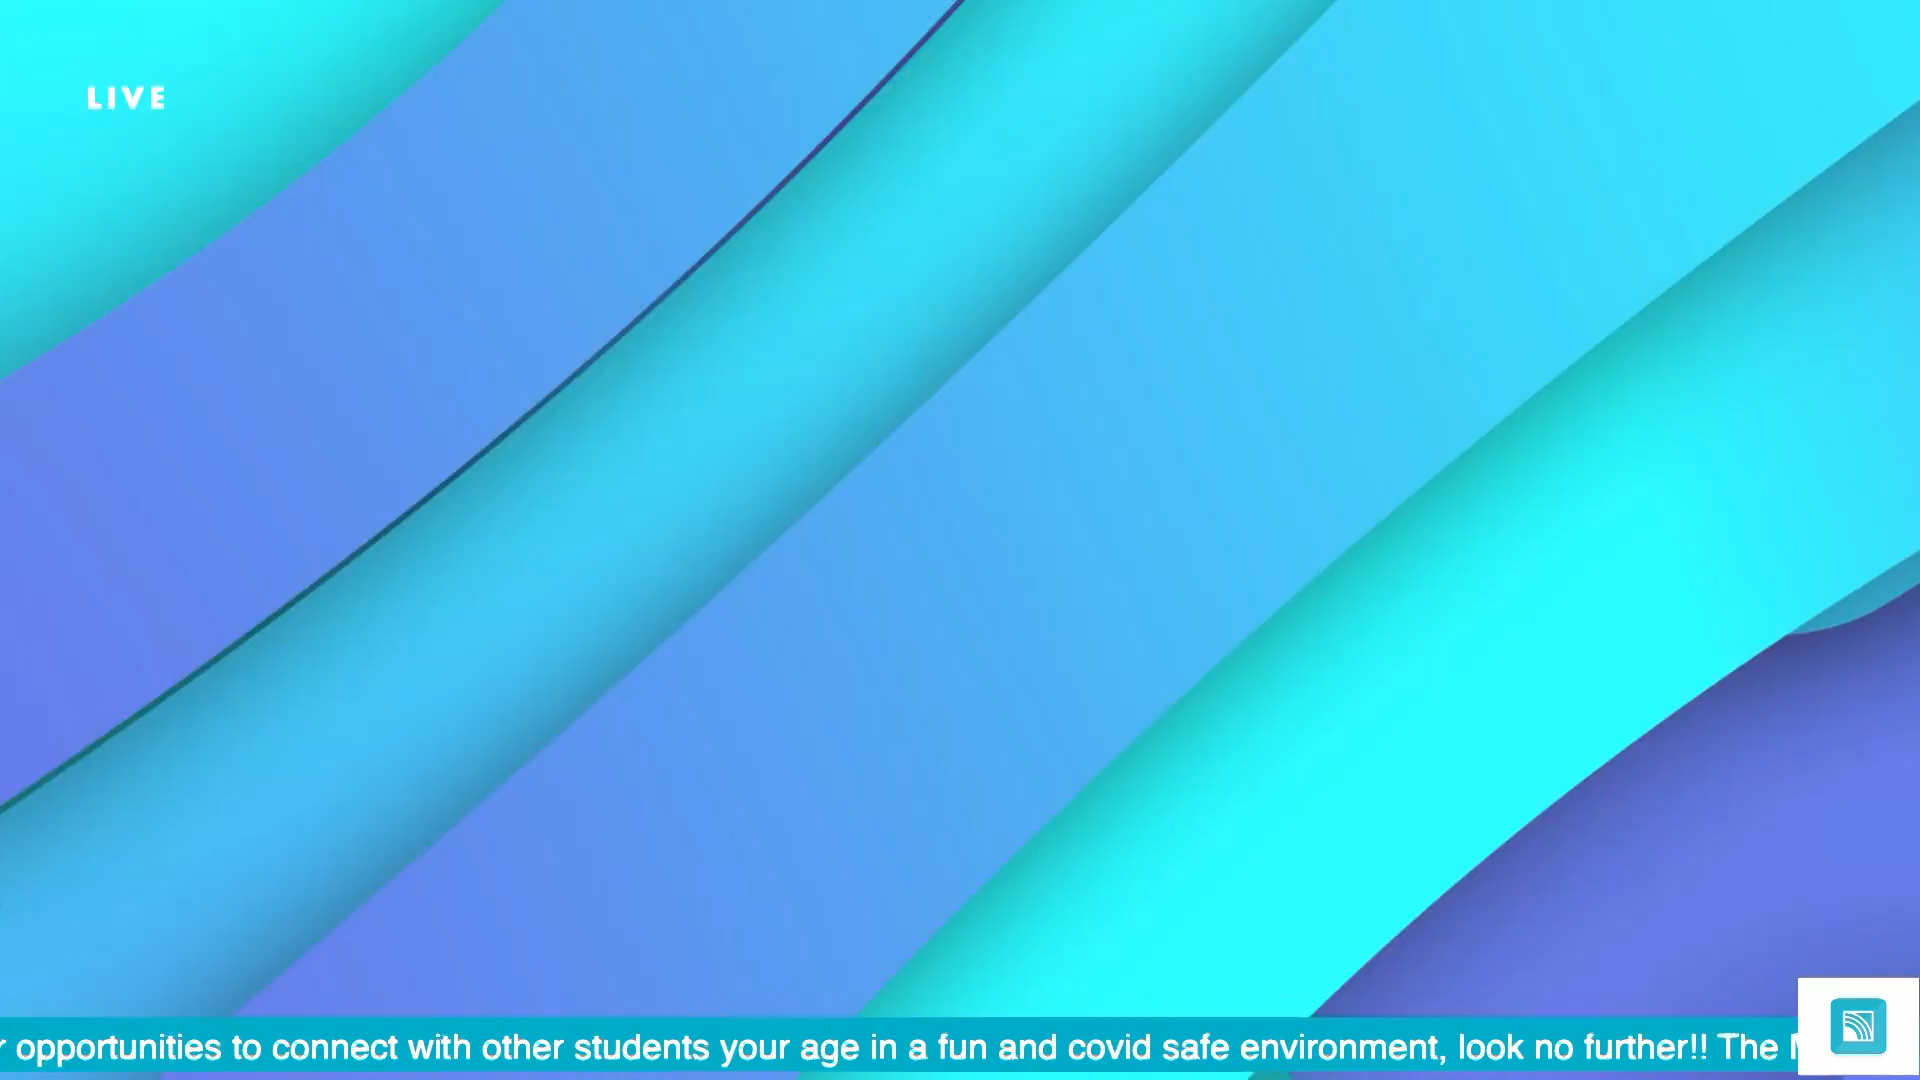 LIVE
opportunities to connect with other students your age in a fun and covid safe environment, look no further!! The